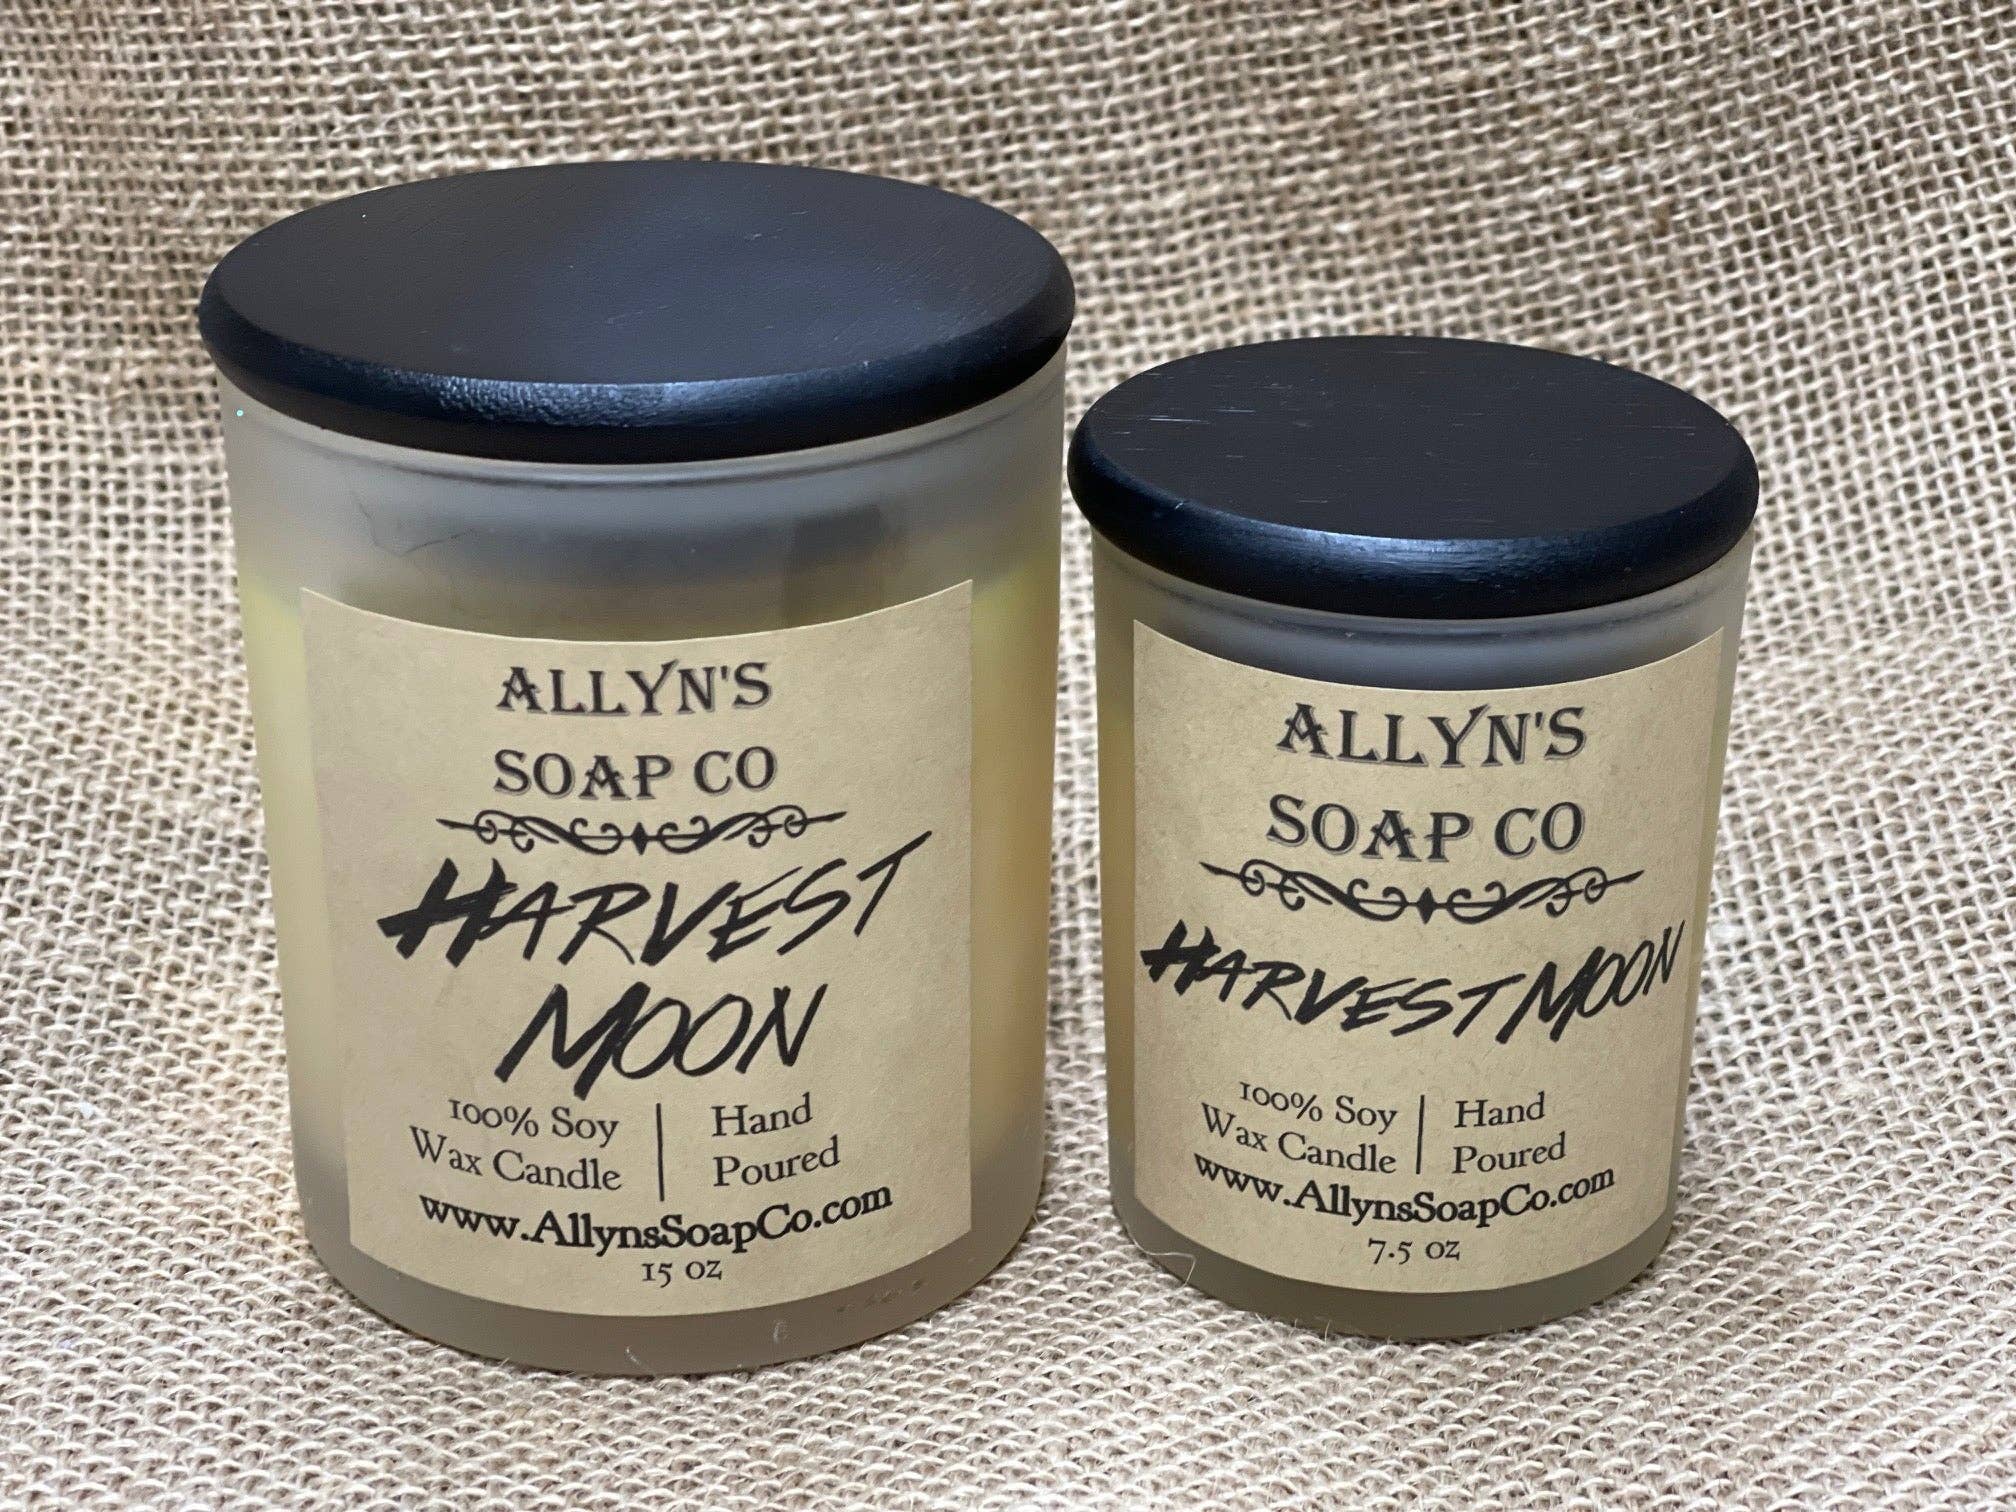 ALLYN'S
SOAP CO
HARVEST
MOON
100% Soy
Wax Candle
Hand
Poured
www.AllynsSoapCo.com
15 oz
ALLYN'S
SOAP CO
HARVEST MOON
100% Soy
Wax Candle
Hand
Poured
www.AllynsSoapCo.com
7.5 oz